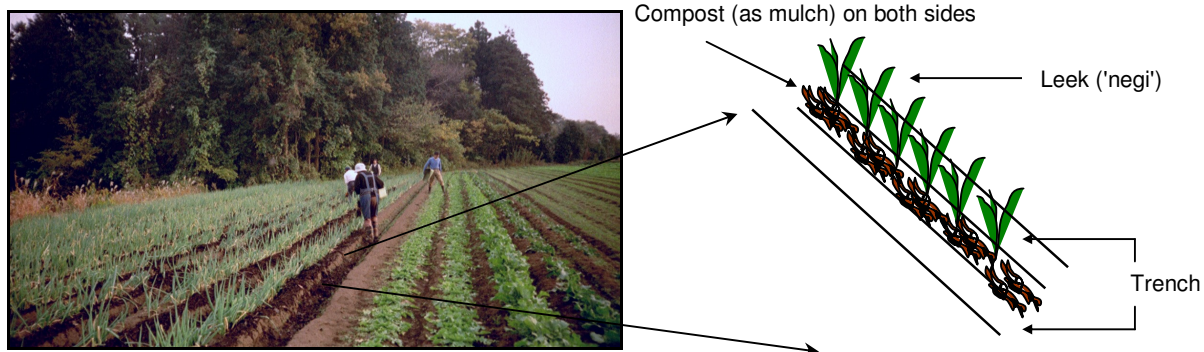 Compost (as mulch) on both sides
Leek ('negi')
Trench